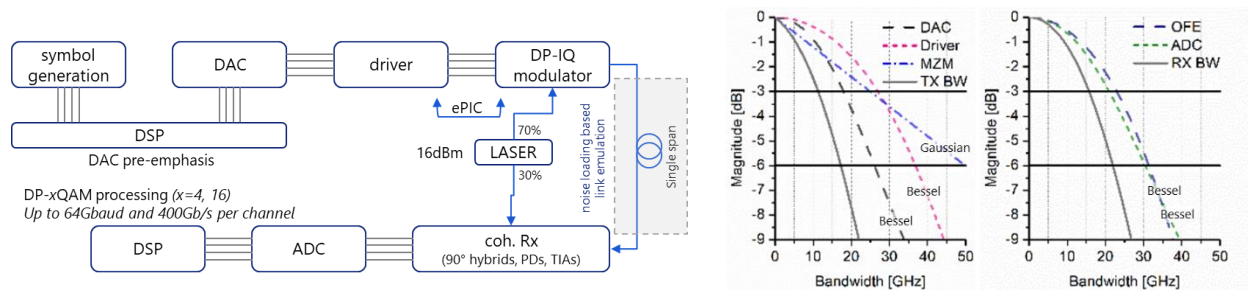 symbol
generation
DAC
driver
DP-IQ
modulator
ePIC
70%
16dBm
LASER
30%
DSP
DAC pre-emphasis
noise loading based
link emulation
Single span
DP-xQAM processing (x=4, 16)
Up to 64Gbaud and 400Gb/s per channel
DSP
ADC
coh. Rx
(90° hybrids, PDs, TIAs)
Magnitude [dB]
0
-1
-2
-3
-4
-5
-6
-7
-8
-9
DAC
Driver
MZM
TX BW
Gaussian
Bessel
Bessel
0 10 20 30 40 50
Bandwidth [GHz]
Magnitude [dB]
0
-1
-2
-3
-4
-5
-6
-7
-8
-9
OFE
ADC
RX BW
Bessel
Bessel
0 10 20 30 40 50
Bandwidth [GHz]